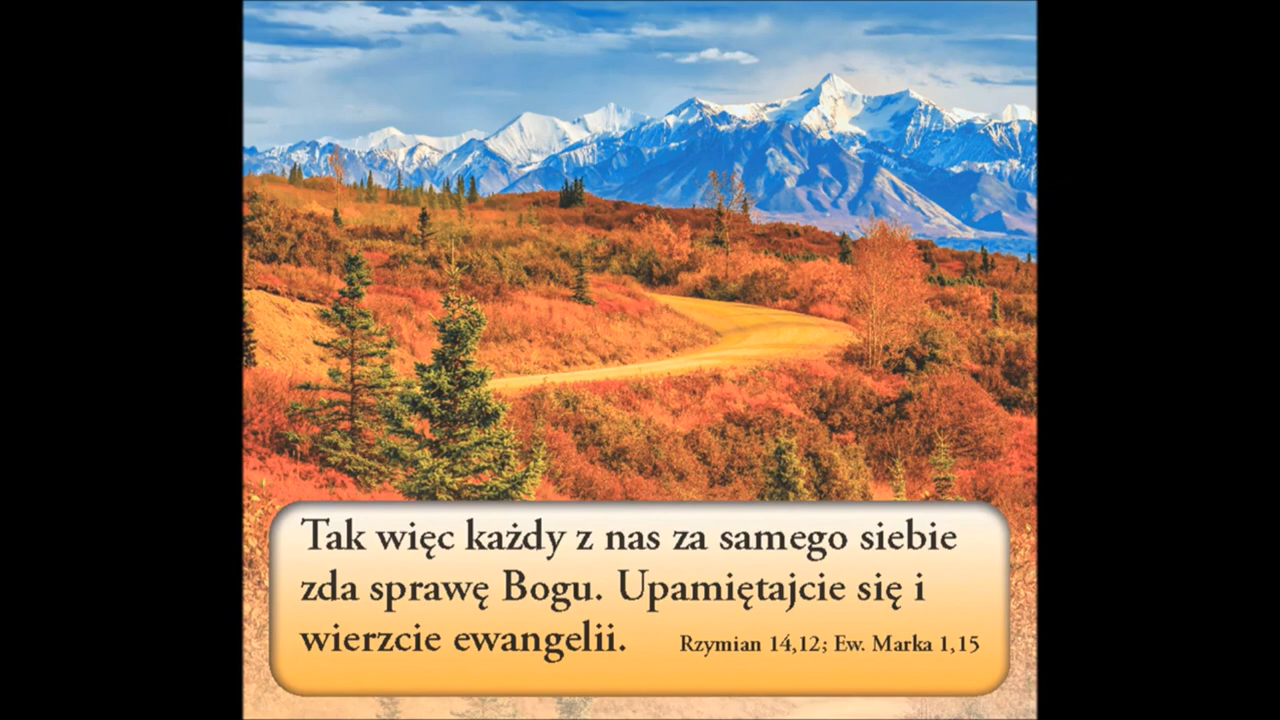 Tak więc każdy z nas za samego siebie
zda sprawę Bogu. Upamiętajcie się i
wierzcie ewangelii. Rzymian 14,12; Ew. Marka 1,15